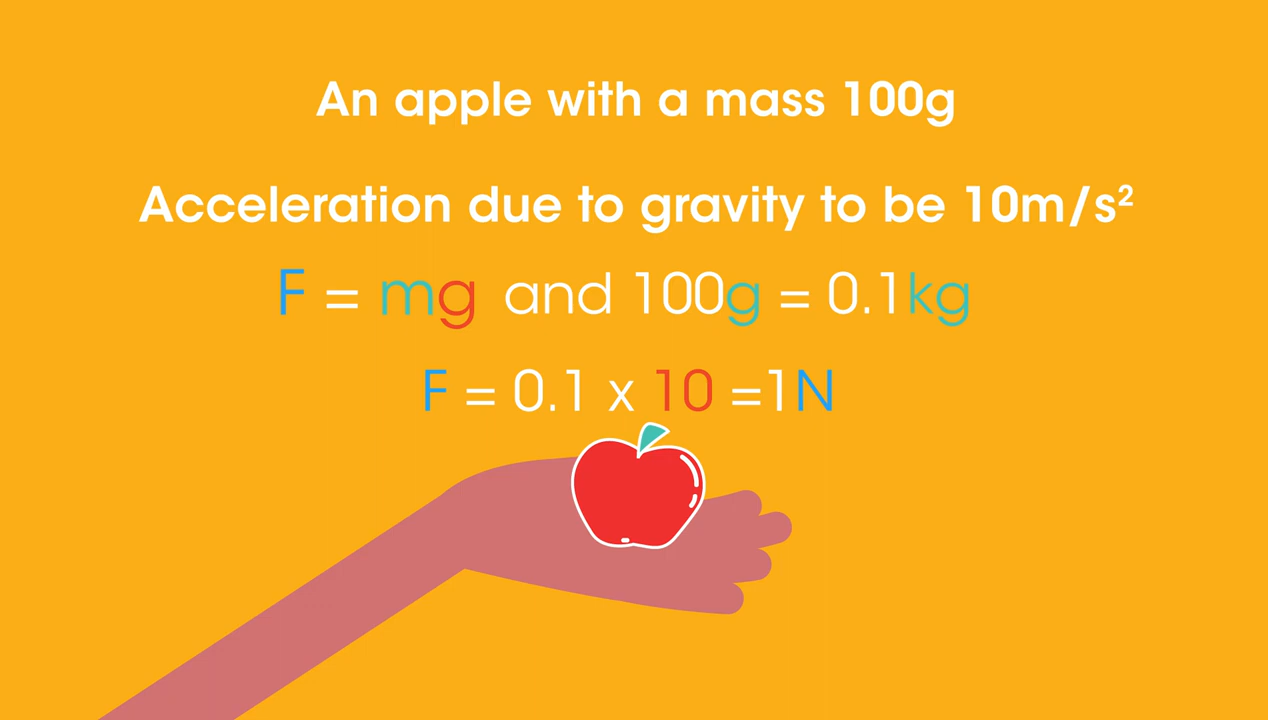 An apple with a mass 100g
Acceleration due to gravity to be 10m/s²
F = mg and 100g = 0.1kg
F = 0.1 x 10 =1N